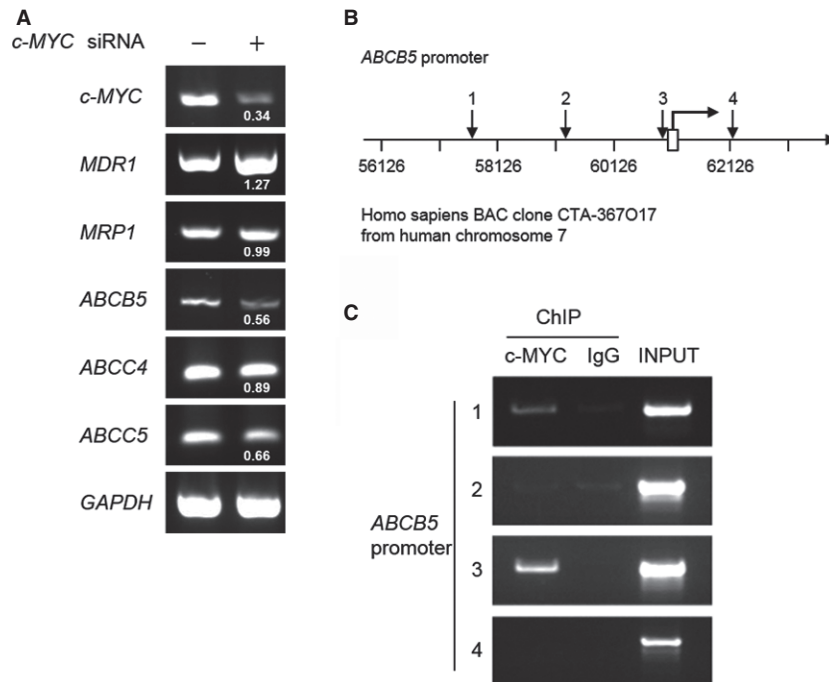 A
c-MYC siRNA − +
c-MYC
0.34
MDR1
1.27
MRP1
0.99
ABCB5
0.56
ABCC4
0.89
ABCC5
0.66
GAPDH
B
ABCB5 promoter
1 2 3 4
56126 58126 60126 62126
Homo sapiens BAC clone CTA-367O17
from human chromosome 7
C
ChIP
c-MYC IgG INPUT
1
2
ABCB5
promoter
3
4